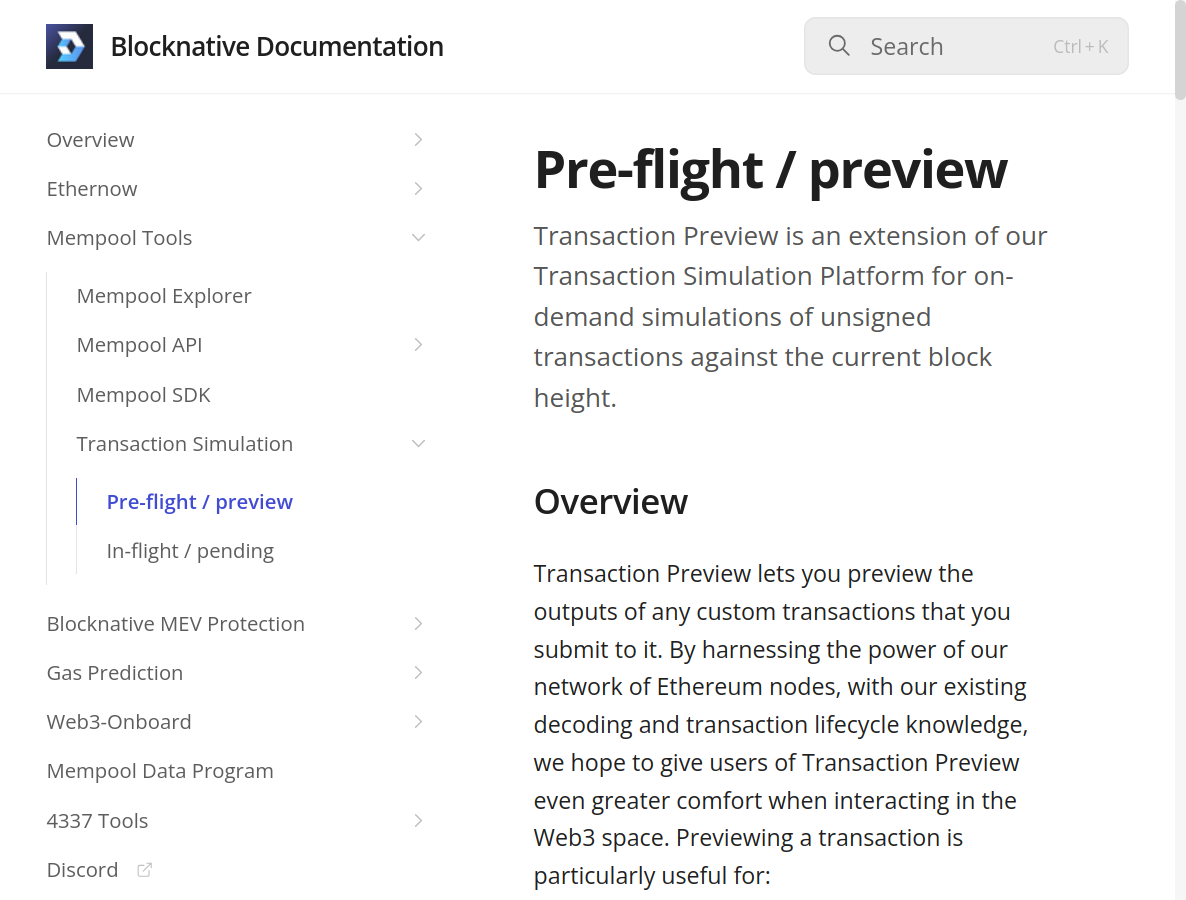 Blocknative Documentation
Search
Ctrl + K
Overview
Ethernow
Mempool Tools
Mempool Explorer
Mempool API
Mempool SDK
Transaction Simulation
Pre-flight / preview
In-flight / pending
Blocknative MEV Protection
Gas Prediction
Web3-Onboard
Mempool Data Program
4337 Tools
Discord
Pre-flight / preview
Transaction Preview is an extension of our
Transaction Simulation Platform for on-
demand simulations of unsigned
transactions against the current block
height.
Overview
Transaction Preview lets you preview the
outputs of any custom transactions that you
submit to it. By harnessing the power of our
network of Ethereum nodes, with our existing
decoding and transaction lifecycle knowledge,
we hope to give users of Transaction Preview
even greater comfort when interacting in the
Web3 space. Previewing a transaction is
particularly useful for: